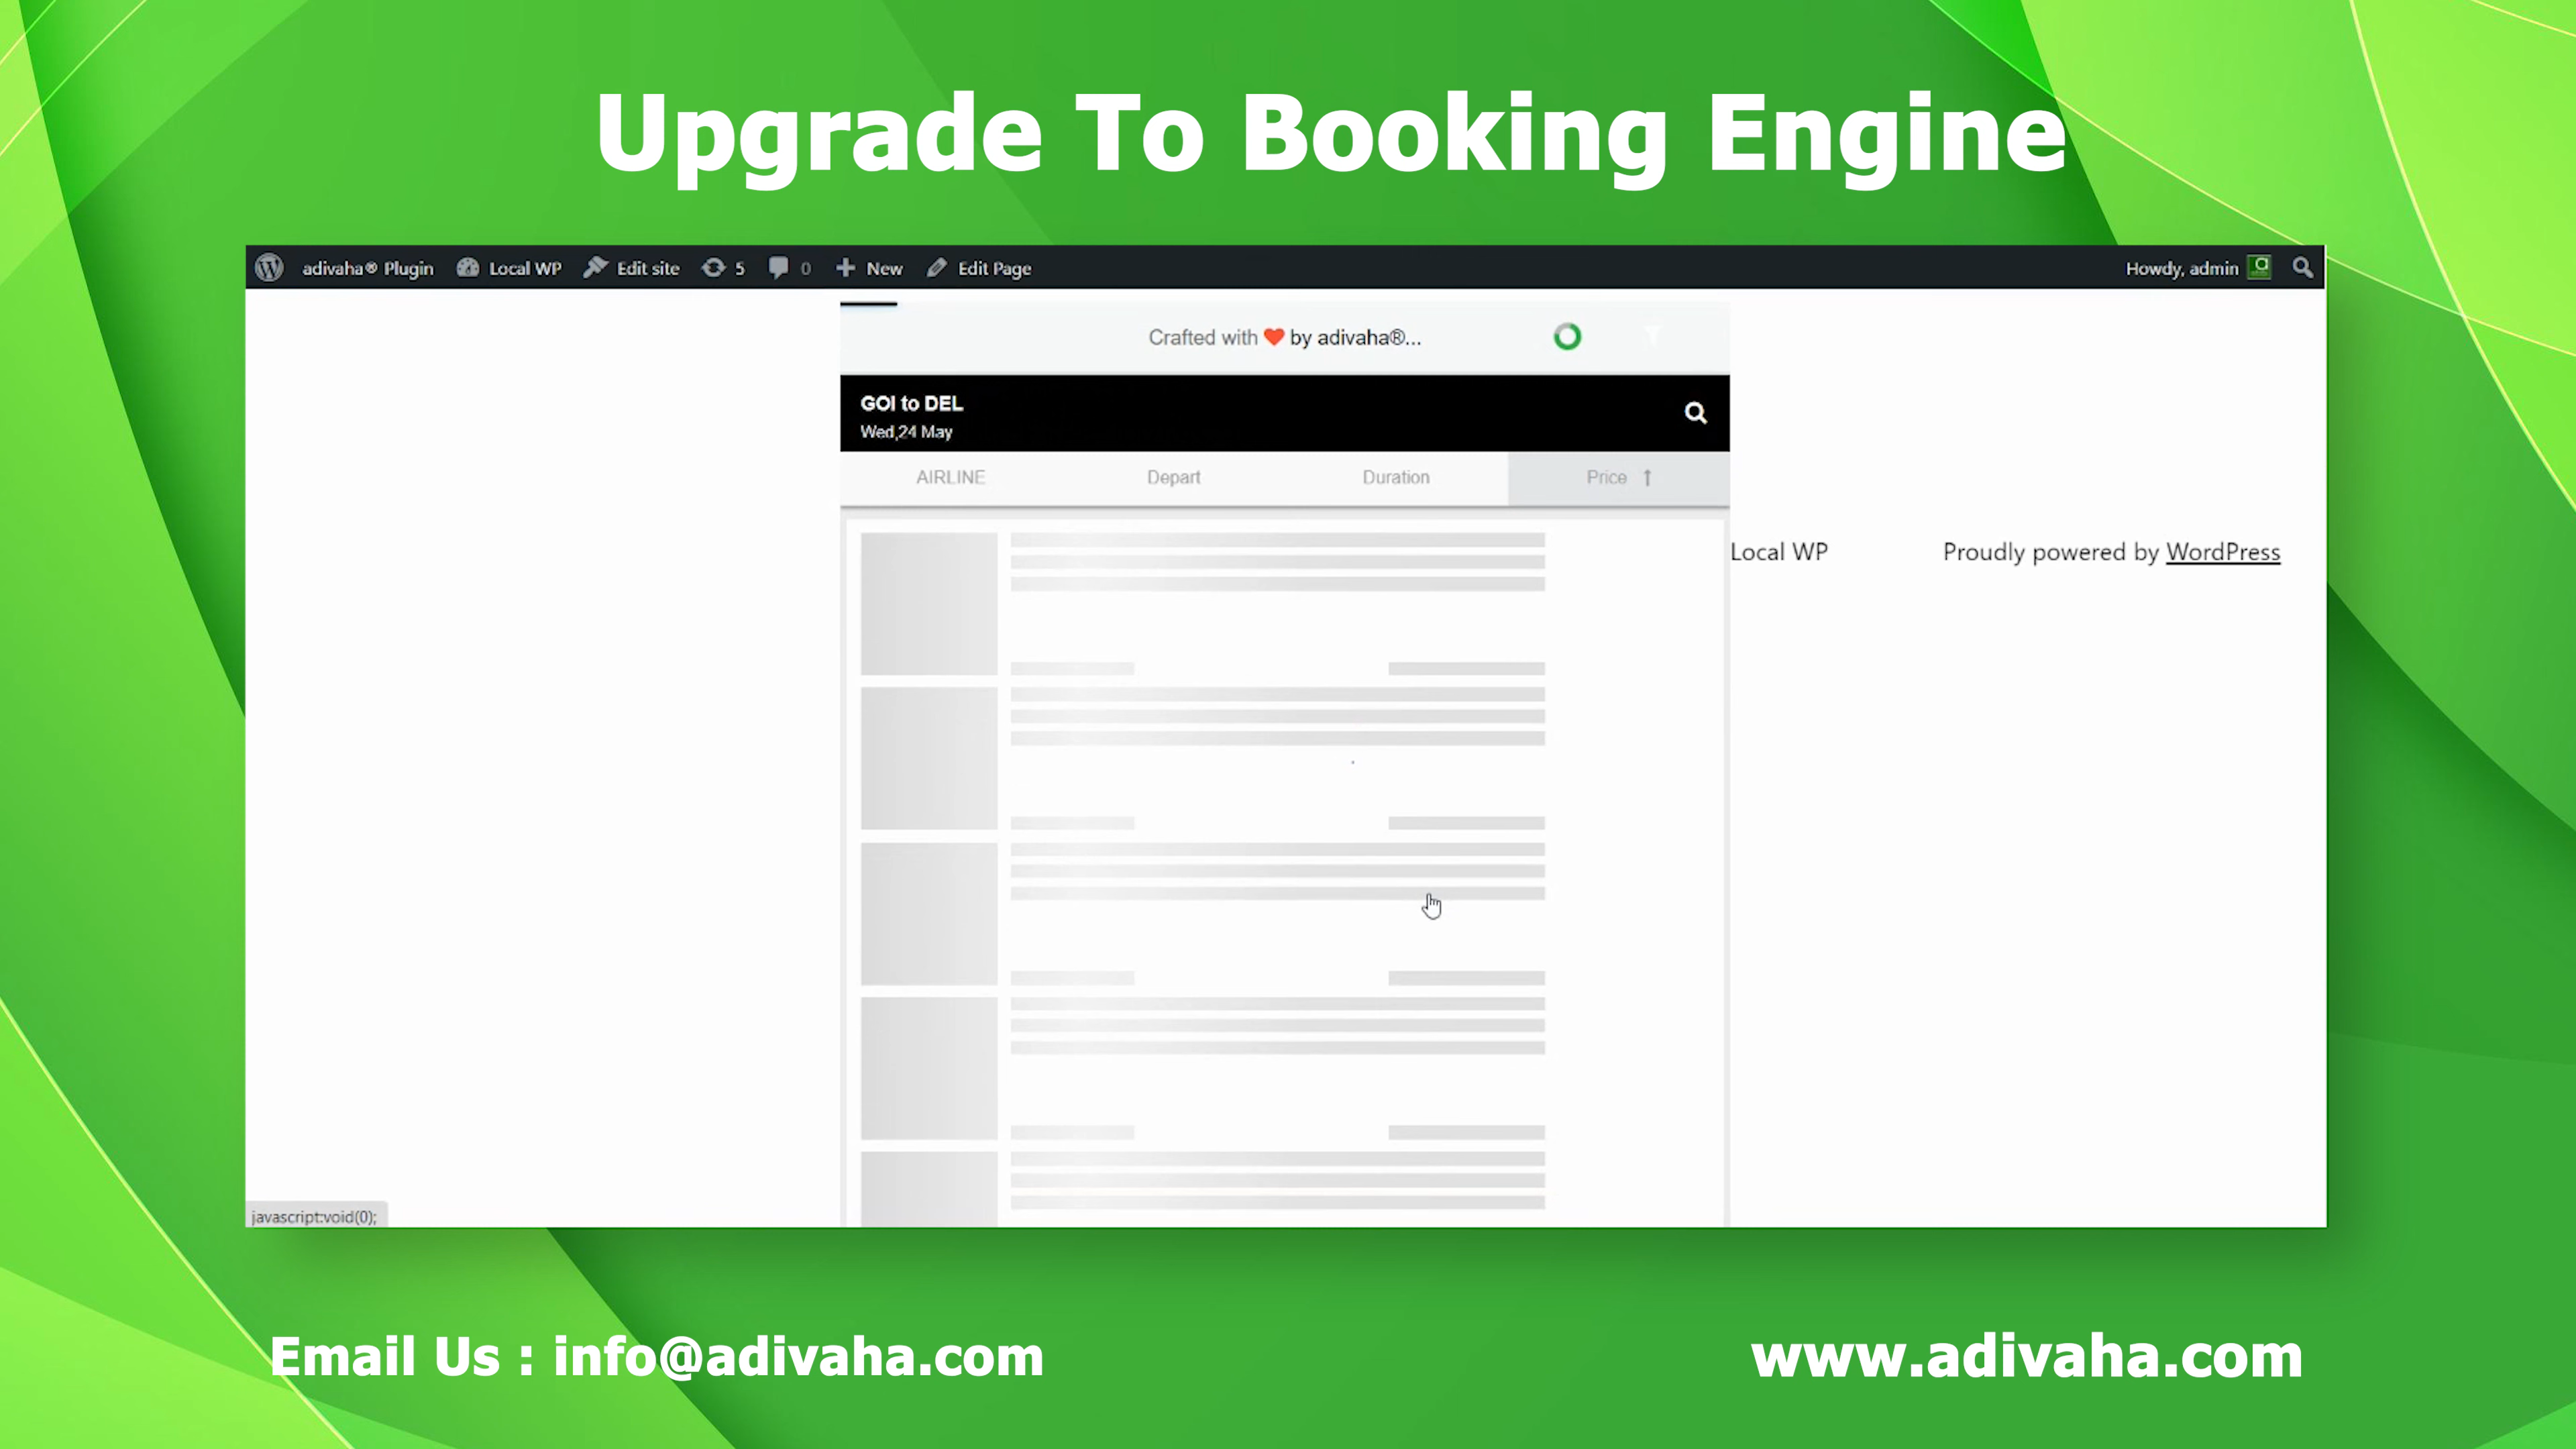 Upgrade To Booking Engine
adivaha® Plugin Local WP Edit site 5 0 New Edit Page Howdy, admin
Crafted with ❤ by adivaha®...
GOI to DEL
Wed,24 May
AIRLINE Depart Duration Price ↑
Local WP Proudly powered by WordPress
javascript:void(0);
Email Us : info@adivaha.com www.adivaha.com